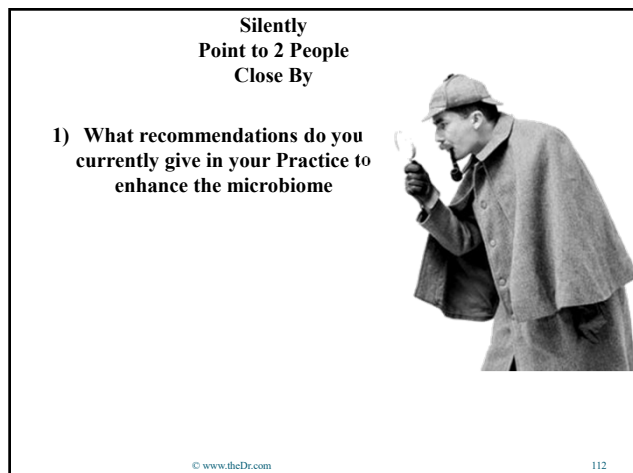 Silently
Point to 2 People
Close By
1) What recommendations do you
currently give in your Practice to
enhance the microbiome
© www.theDr.com
112